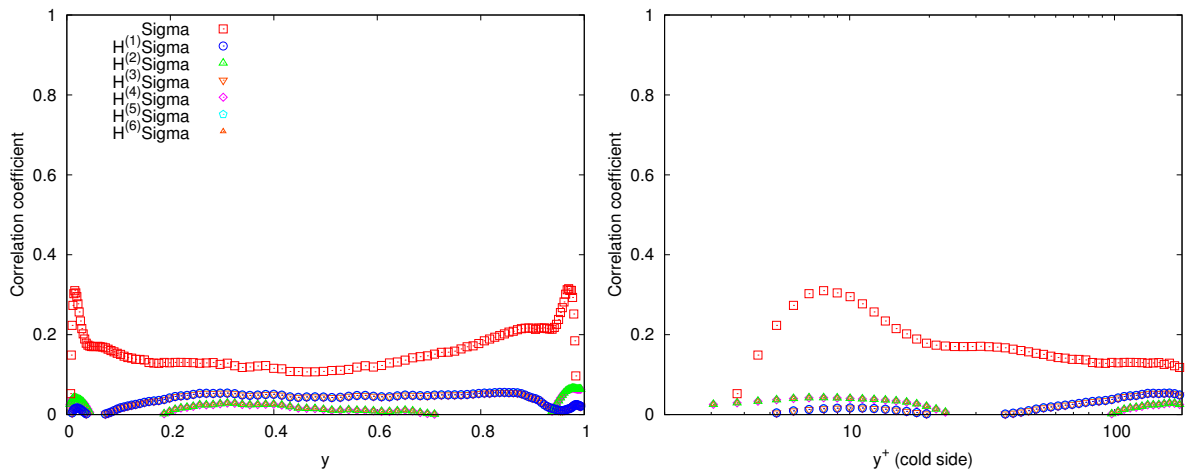 Correlation coefficient
1
0.8
0.6
0.4
0.2
0
Sigma
H^(1)Sigma
H^(2)Sigma
H^(3)Sigma
H^(4)Sigma
H^(5)Sigma
H^(6)Sigma
0 0.2 0.4 0.6 0.8 1
y
Correlation coefficient
1
0.8
0.6
0.4
0.2
0
10 100
y^+ (cold side)